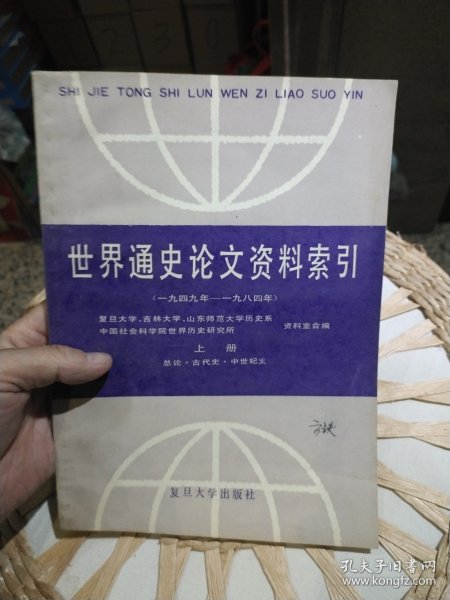 SHI JIE TONG SHI LUN WEN ZI LIAO SUO YIN
世界通史论文资料索引
(一九四九年—一九八四年)
复旦大学、吉林大学、山东师范大学历史系
中国社会科学院世界历史研究所
资料室合编
上册
总论·古代史·中世纪史
复旦大学出版社
孔夫子旧书网
www.kongfz.com